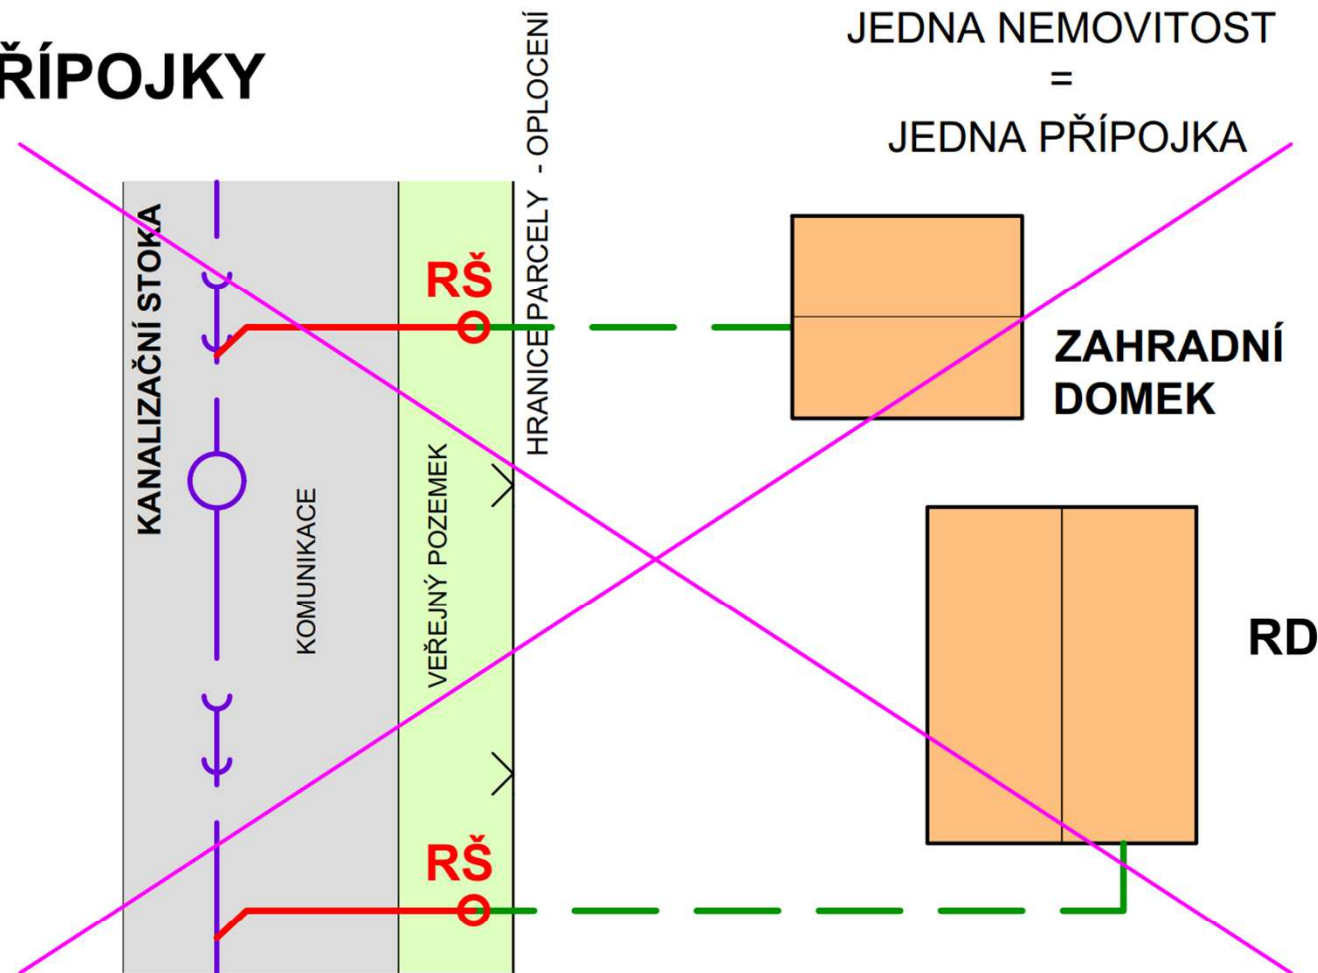 ŘÍPOJKY
JEDNA NEMOVITOST
=
JEDNA PŘÍPOJKA
HRANICE PARCELY - OPLOCENÍ
KANALIZAČNÍ STOKA
RŠ
ZAHRADNÍ
DOMEK
KOMUNIKACE
VEŘEJNÝ POZEMEK
RD
RŠ